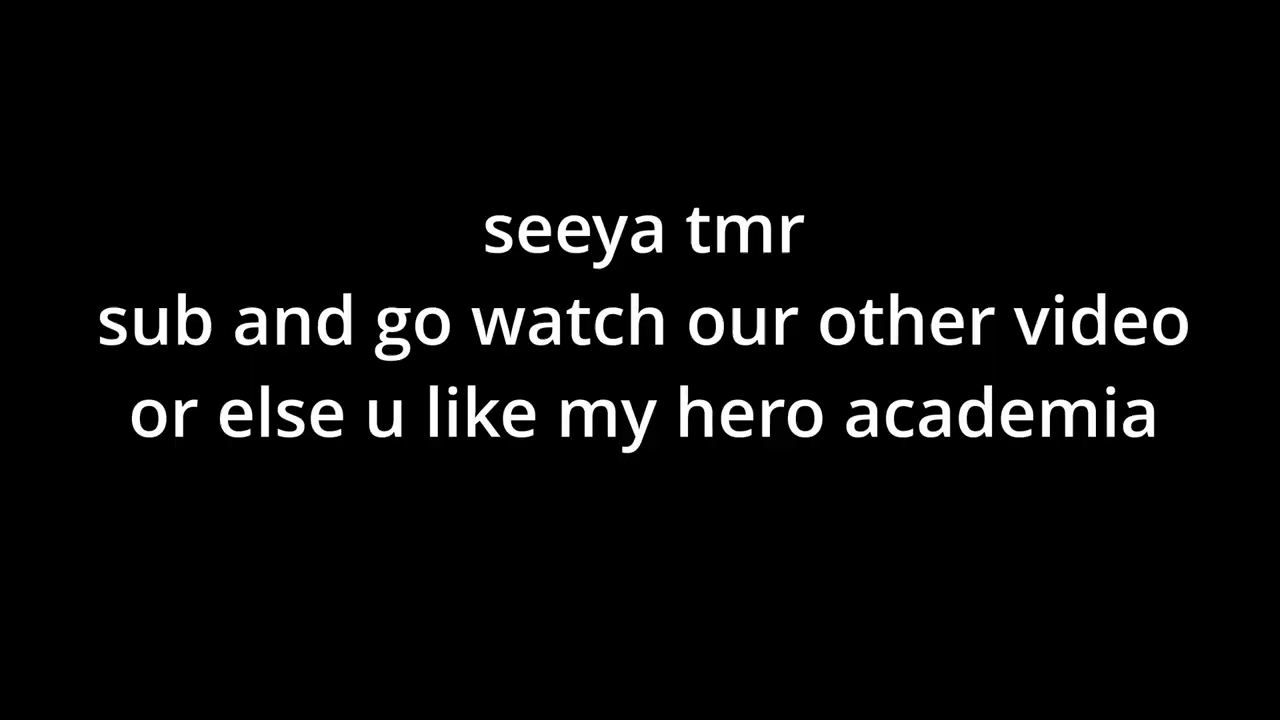 seeya tmr
sub and go watch our other video
or else u like my hero academia